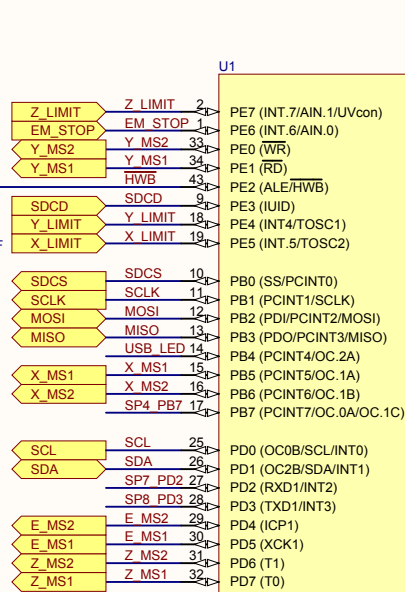 U1
Z_LIMIT Z_LIMIT 2 PE7 (INT.7/AIN.1/UVcon)
EM_STOP EM_STOP 1 PE6 (INT.6/AIN.0)
Y_MS2 Y_MS2 33 PE0 (WR)
Y_MS1 Y_MS1 34 PE1 (RD)
HWB 43 PE2 (ALE/HWB)
SDCD SDCD 9 PE3 (IUID)
Y_LIMIT Y_LIMIT 18 PE4 (INT4/TOSC1)
X_LIMIT X_LIMIT 19 PE5 (INT.5/TOSC2)
SDCS SDCS 10 PB0 (SS/PCINT0)
SCLK SCLK 11 PB1 (PCINT1/SCLK)
MOSI MOSI 12 PB2 (PDI/PCINT2/MOSI)
MISO MISO 13 PB3 (PDO/PCINT3/MISO)
USB_LED 14 PB4 (PCINT4/OC.2A)
X_MS1 X_MS1 15 PB5 (PCINT5/OC.1A)
X_MS2 X_MS2 16 PB6 (PCINT6/OC.1B)
SP4_PB7 17 PB7 (PCINT7/OC.0A/OC.1C)
SCL SCL 25 PD0 (OC0B/SCL/INT0)
SDA SDA 26 PD1 (OC2B/SDA/INT1)
SP7_PD2 27 PD2 (RXD1/INT2)
SP8_PD3 28 PD3 (TXD1/INT3)
E_MS2 E_MS2 29 PD4 (ICP1)
E_MS1 E_MS1 30 PD5 (XCK1)
Z_MS2 Z_MS2 31 PD6 (T1)
Z_MS1 Z_MS1 32 PD7 (T0)